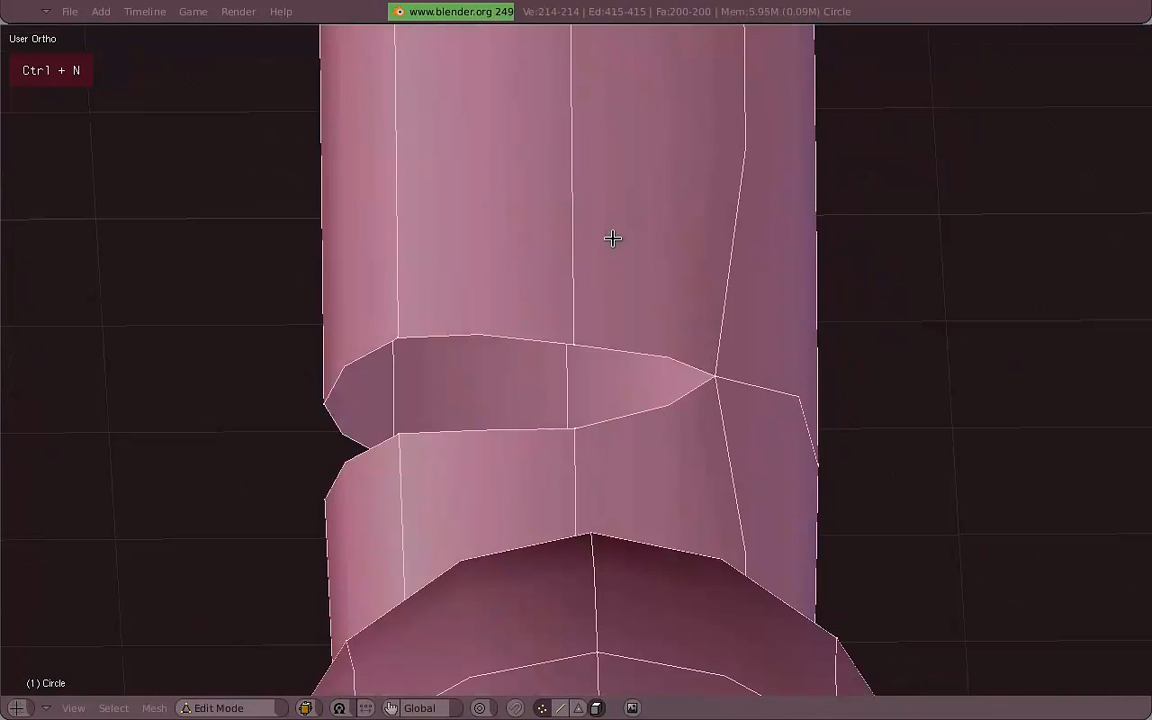 File Add Timeline Game Render Help www.blender.org 249 Ve:214-214 | Ed:415-415 | Fa:200-200 | Mem:5.95M (0.09M) Circle
User Ortho
Ctrl + N
(1) Circle
View Select Mesh Edit Mode Global